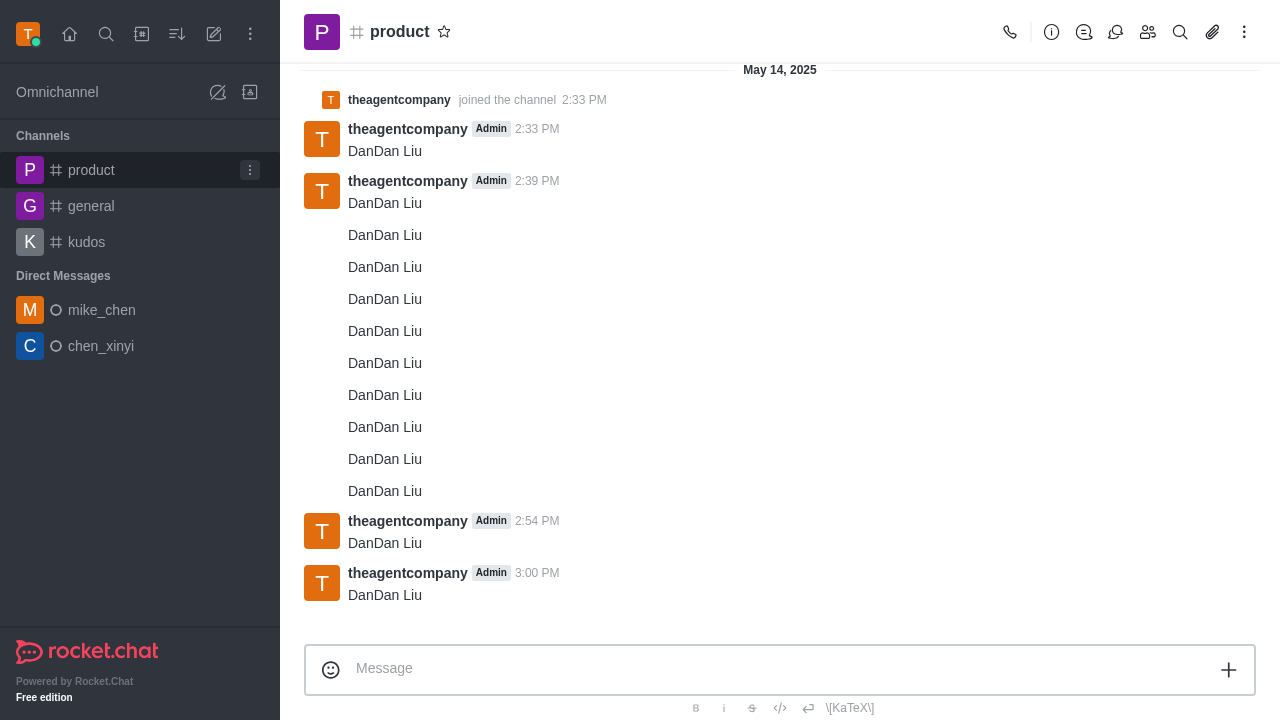 T
Omnichannel
Channels
P product
G general
K kudos
Direct Messages
M mike_chen
C chen_xinyi
rocket.chat
Powered by Rocket.Chat
Free edition
P product
May 14, 2025
T theagentcompany joined the channel 2:33 PM
T theagentcompany Admin 2:33 PM
DanDan Liu
T theagentcompany Admin 2:39 PM
DanDan Liu
DanDan Liu
DanDan Liu
DanDan Liu
DanDan Liu
DanDan Liu
DanDan Liu
DanDan Liu
DanDan Liu
DanDan Liu
T theagentcompany Admin 2:54 PM
DanDan Liu
T theagentcompany Admin 3:00 PM
DanDan Liu
Message
B i S </> \[KaTeX\]